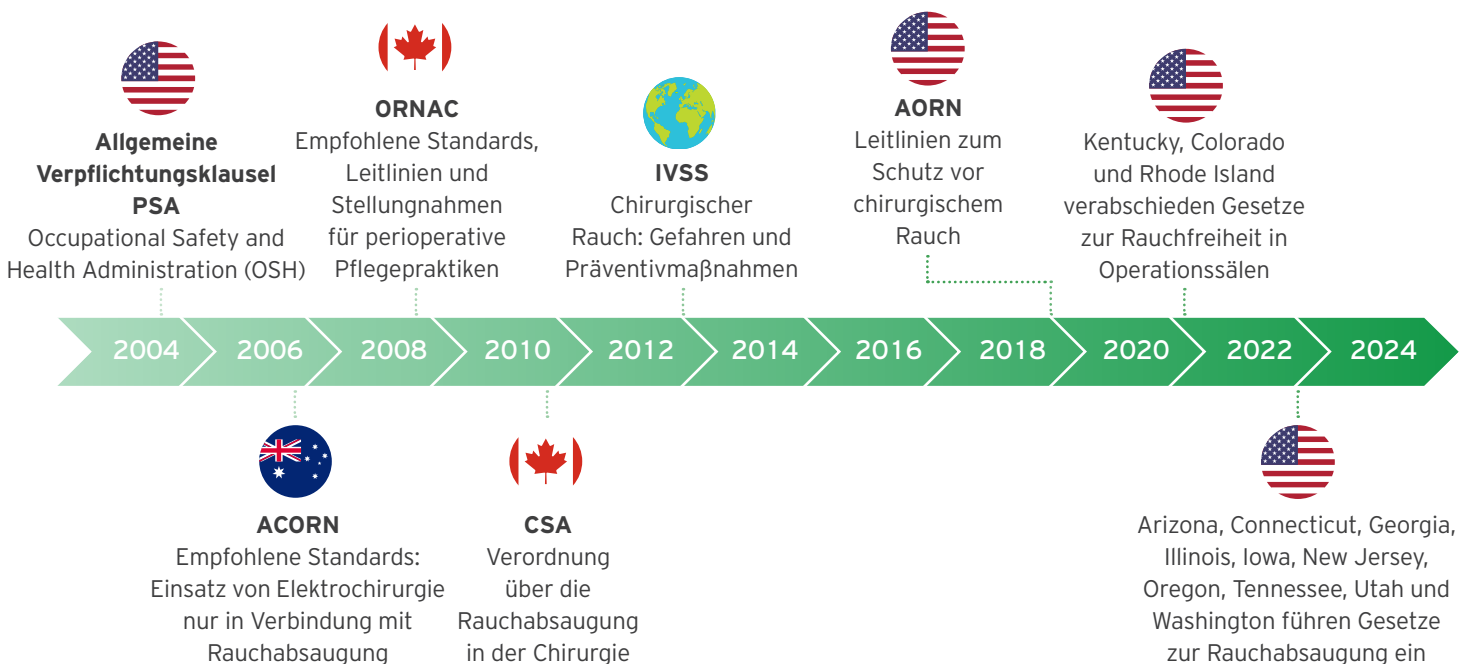 Allgemeine
Verpflichtungsklausel
PSA
Occupational Safety and
Health Administration (OSH)
ORNAC
Empfohlene Standards,
Leitlinien und
Stellungnahmen
für perioperative
Pflegepraktiken
IVSS
Chirurgischer
Rauch: Gefahren und
Präventivmaßnahmen
AORN
Leitlinien zum
Schutz vor
chirurgischem
Rauch
Kentucky, Colorado
und Rhode Island
verabschieden Gesetze
zur Rauchfreiheit in
Operationssälen
2004 2006 2008 2010 2012 2014 2016 2018 2020 2022 2024
ACORN
Empfohlene Standards:
Einsatz von Elektrochirurgie
nur in Verbindung mit
Rauchabsaugung
CSA
Verordnung
über die
Rauchabsaugung
in der Chirurgie
Arizona, Connecticut, Georgia,
Illinois, Iowa, New Jersey,
Oregon, Tennessee, Utah und
Washington führen Gesetze
zur Rauchabsaugung ein